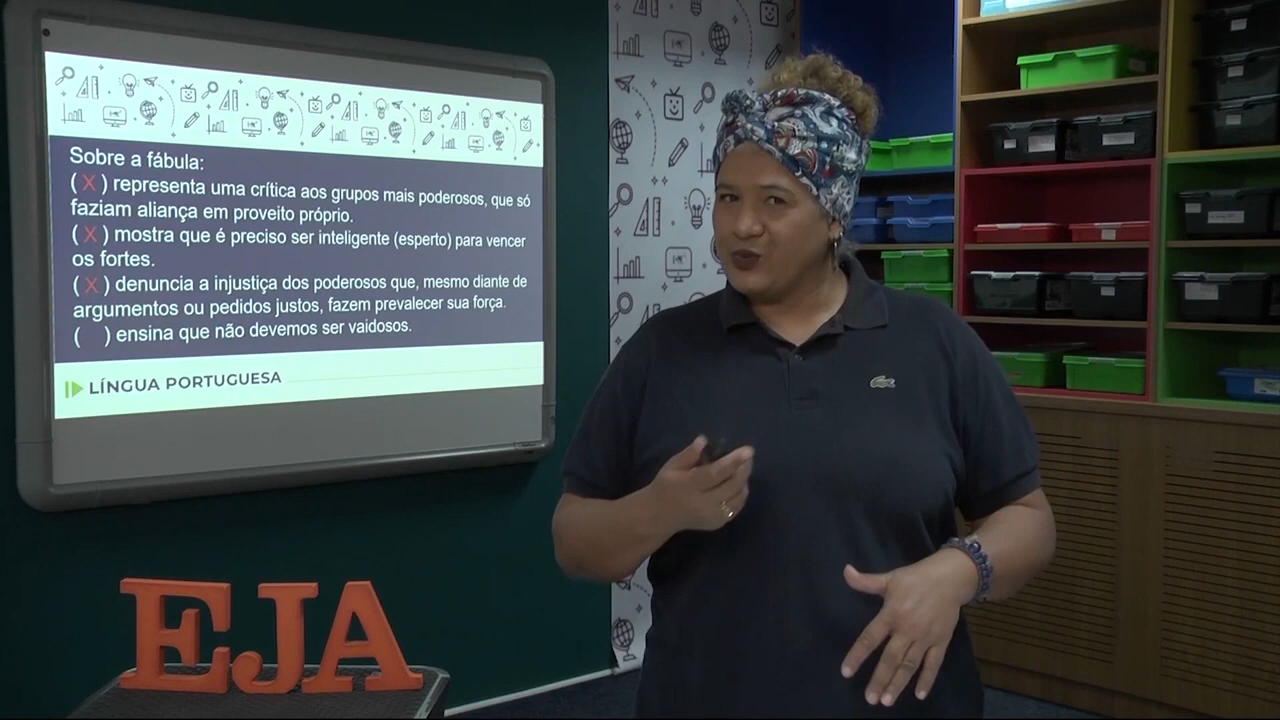 Sobre a fábula:
( X ) representa uma crítica aos grupos mais poderosos, que só
faziam aliança em proveito próprio.
( X ) mostra que é preciso ser inteligente (esperto) para vencer
os fortes.
( X ) denuncia a injustiça dos poderosos que, mesmo diante de
argumentos ou pedidos justos, fazem prevalecer sua força.
(   ) ensina que não devemos ser vaidosos.
LÍNGUA PORTUGUESA
EJA